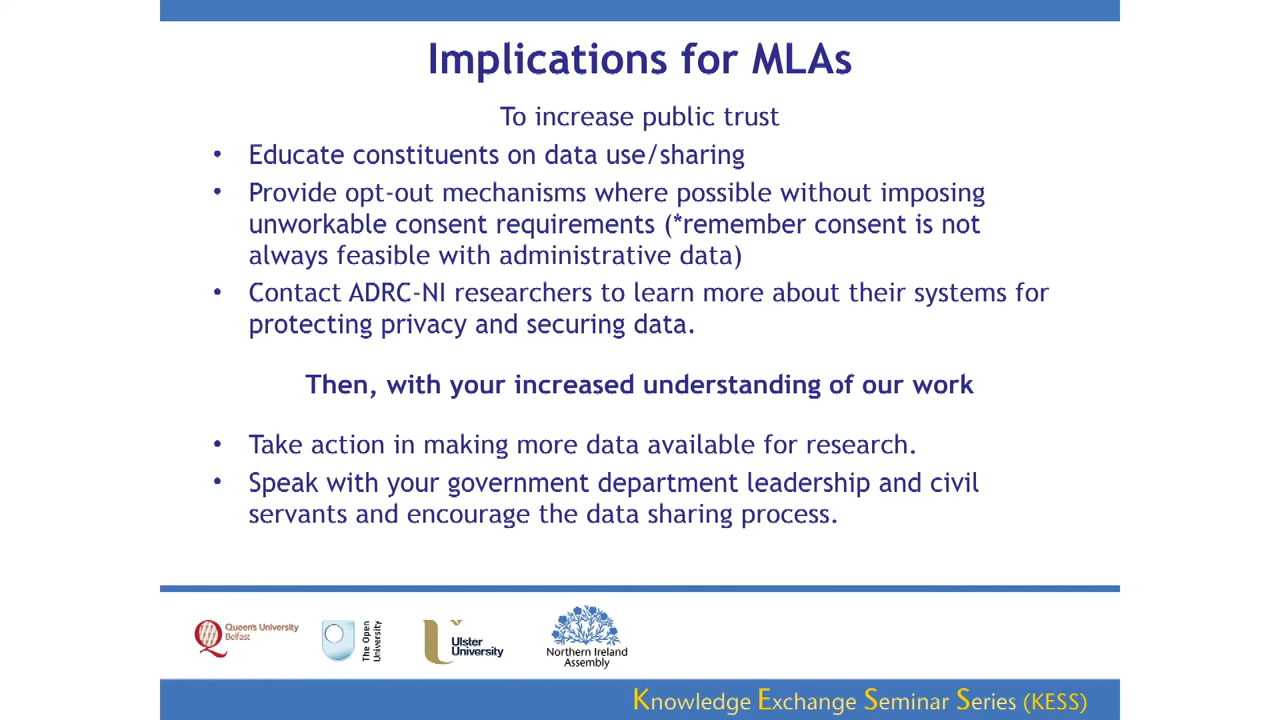 Implications for MLAs
To increase public trust
• Educate constituents on data use/sharing
• Provide opt-out mechanisms where possible without imposing
unworkable consent requirements (*remember consent is not
always feasible with administrative data)
• Contact ADRC-NI researchers to learn more about their systems for
protecting privacy and securing data.
Then, with your increased understanding of our work
• Take action in making more data available for research.
• Speak with your government department leadership and civil
servants and encourage the data sharing process.
Queen's University
Belfast
The Open
University
Ulster
University
Northern Ireland
Assembly
Knowledge Exchange Seminar Series (KESS)